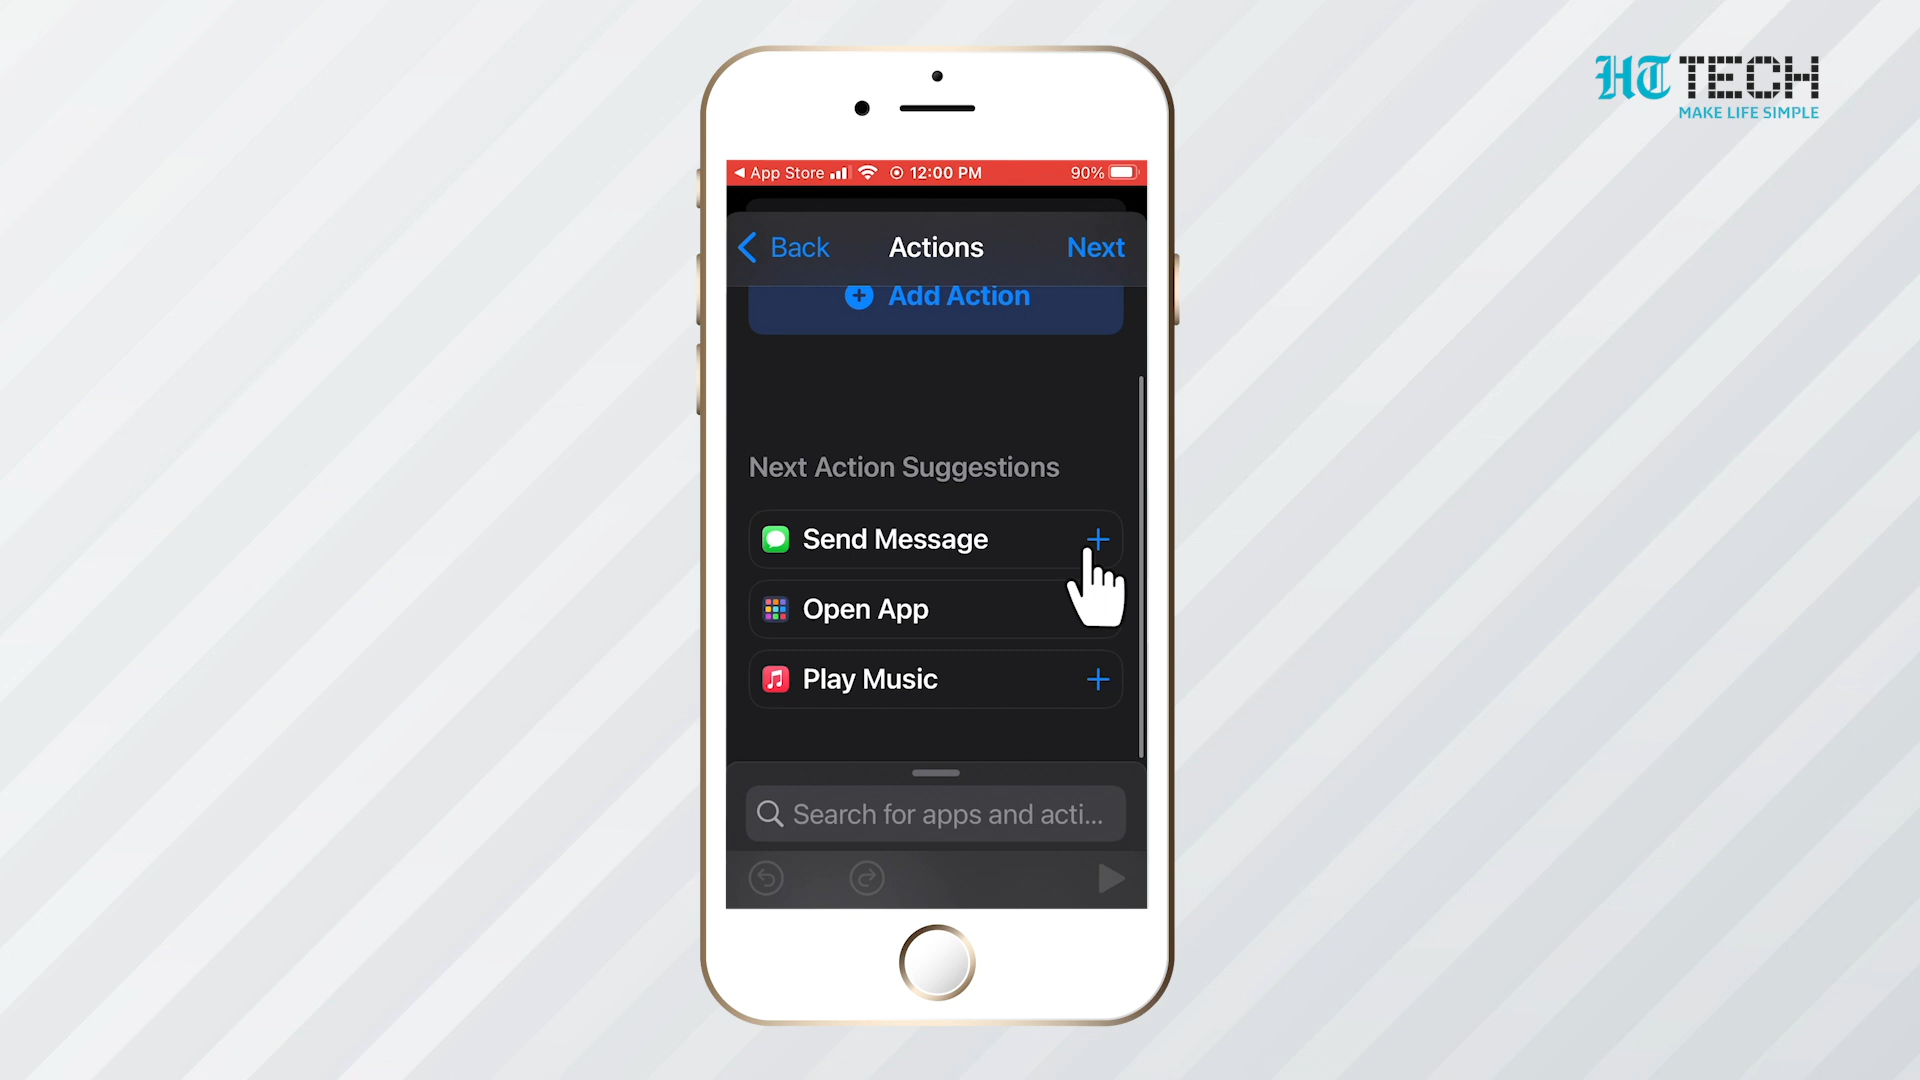 HT TECH
MAKE LIFE SIMPLE
App Store 12:00 PM 90%
Back Actions Next
Add Action
Next Action Suggestions
Send Message
Open App
Play Music
Search for apps and acti...